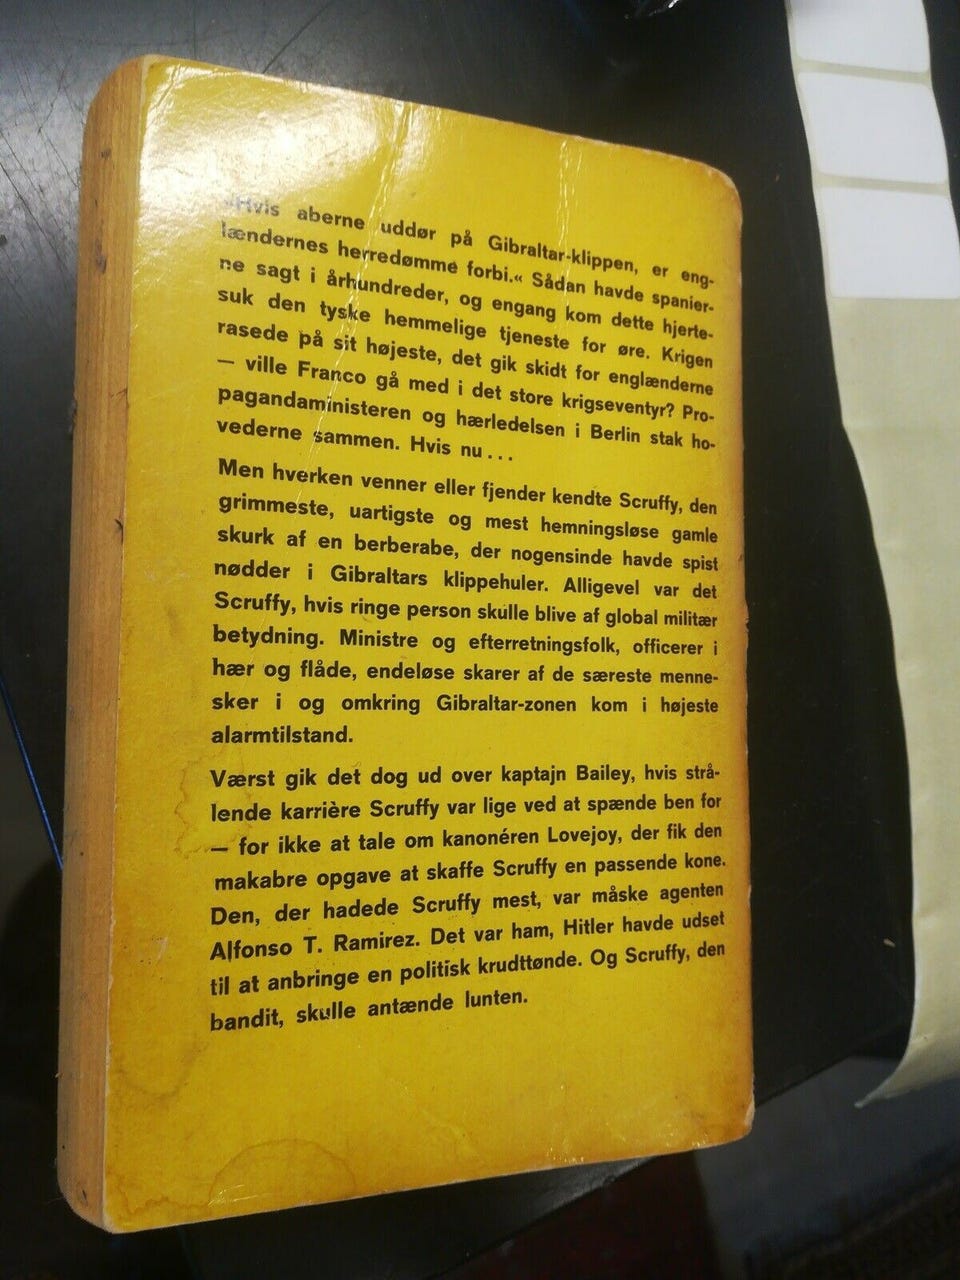 »Hvis aberne uddør på Gibraltar-klippen, er eng-
lændernes herredømme forbi.« Sådan havde spanier-
ne sagt i århundreder, og engang kom dette hjerte-
suk den tyske hemmelige tjeneste for øre. Krigen
rasede på sit højeste, det gik skidt for englænderne
— ville Franco gå med i det store krigseventyr? Pro-
pagandaministeren og hærledelsen i Berlin stak ho-
vederne sammen. Hvis nu ...
Men hverken venner eller fjender kendte Scruffy, den
grimmeste, uartigste og mest hemningsløse gamle
skurk af en berberabe, der nogensinde havde spist
nødder i Gibraltars klippehuler. Alligevel var det
Scruffy, hvis ringe person skulle blive af global militær
betydning. Ministre og efterretningsfolk, officerer i
hær og flåde, endeløse skarer af de særeste menne-
sker i og omkring Gibraltar-zonen kom i højeste
alarmtilstand.
Værst gik det dog ud over kaptajn Bailey, hvis strå-
lende karrière Scruffy var lige ved at spænde ben for
— for ikke at tale om kanonéren Lovejoy, der fik den
makabre opgave at skaffe Scruffy en passende kone.
Den, der hadede Scruffy mest, var måske agenten
Alfonso T. Ramirez. Det var ham, Hitler havde udset
til at anbringe en politisk krudttønde. Og Scruffy, den
bandit, skulle antænde lunten.